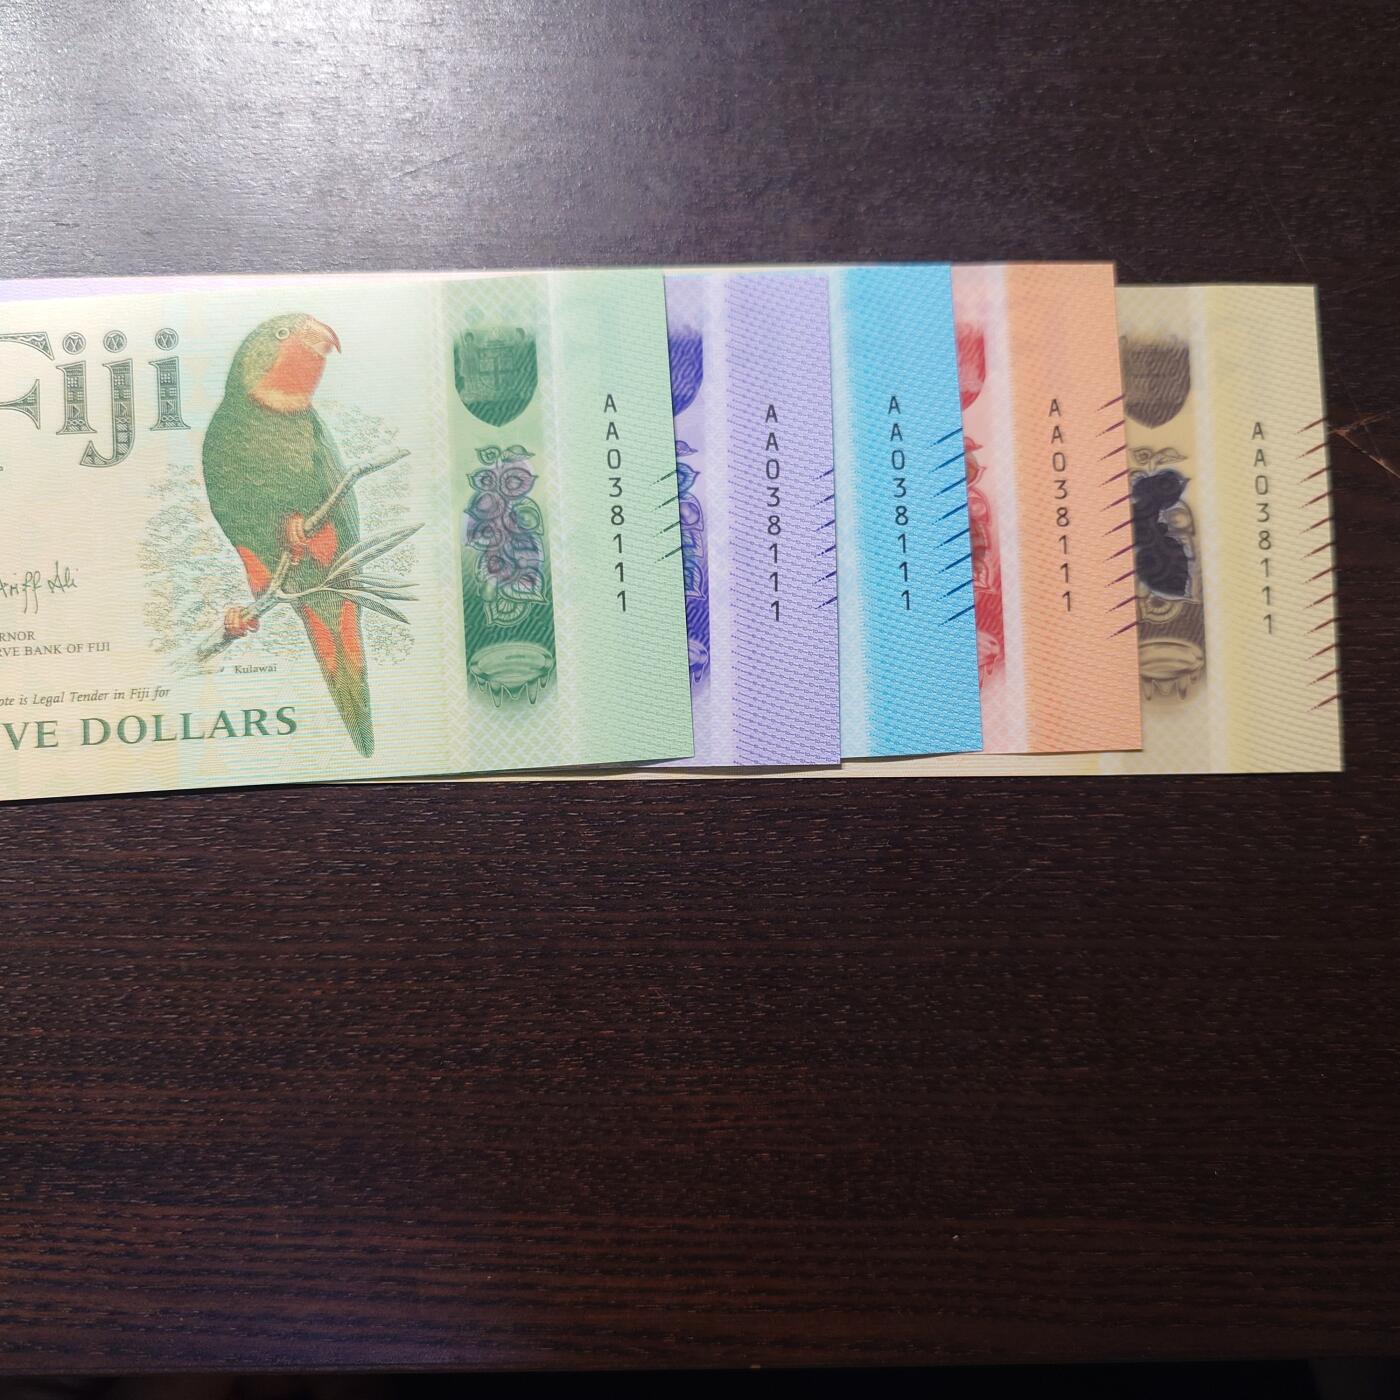 Fiji
Ariff Ali
RNOR
RVE BANK OF FIJI
Kulawai
ote is Legal Tender in Fiji for
VE DOLLARS
AA038111
AA038111
AA038111
AA038111
AA038111